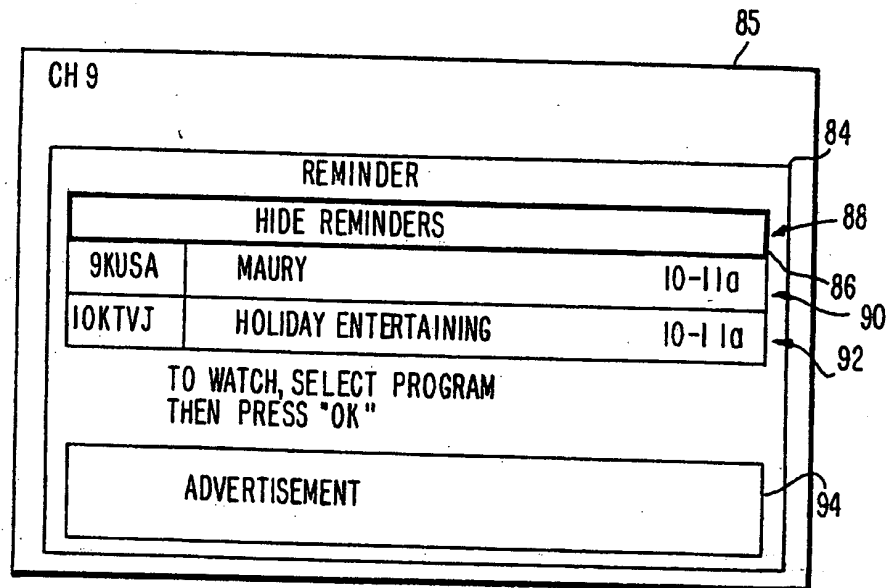 85
CH 9
84
REMINDER
HIDE REMINDERS
88
9KUSA MAURY 10-11a
86
90
10KTVJ HOLIDAY ENTERTAINING 10-11a
92
TO WATCH, SELECT PROGRAM
THEN PRESS "OK"
ADVERTISEMENT
94